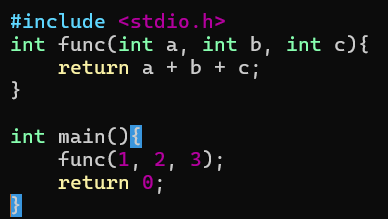 #include <stdio.h>
int func(int a, int b, int c){
    return a + b + c;
}

int main(){
    func(1, 2, 3);
    return 0;
}